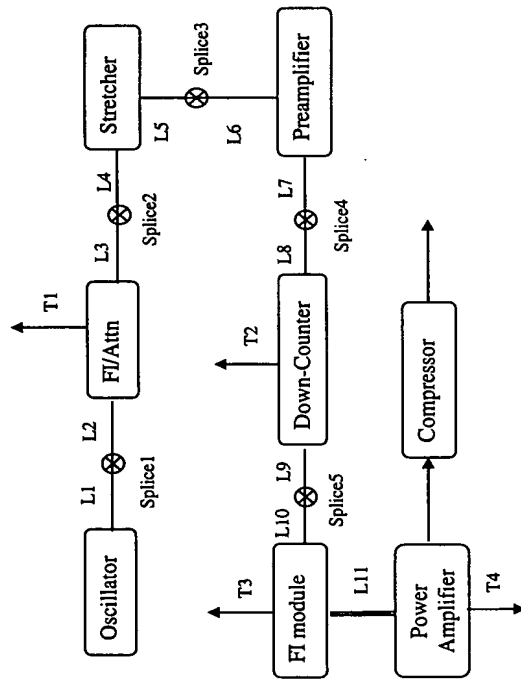 Oscillator
L1
Splice1
L2
FI/Attn
T1
L3
Splice2
L4
Stretcher
L5
Splice3
L6
Preamplifier
L7
Splice4
L8
Down-Counter
T2
L9
Splice5
L10
FI module
T3
L11
Power
Amplifier
T4
Compressor